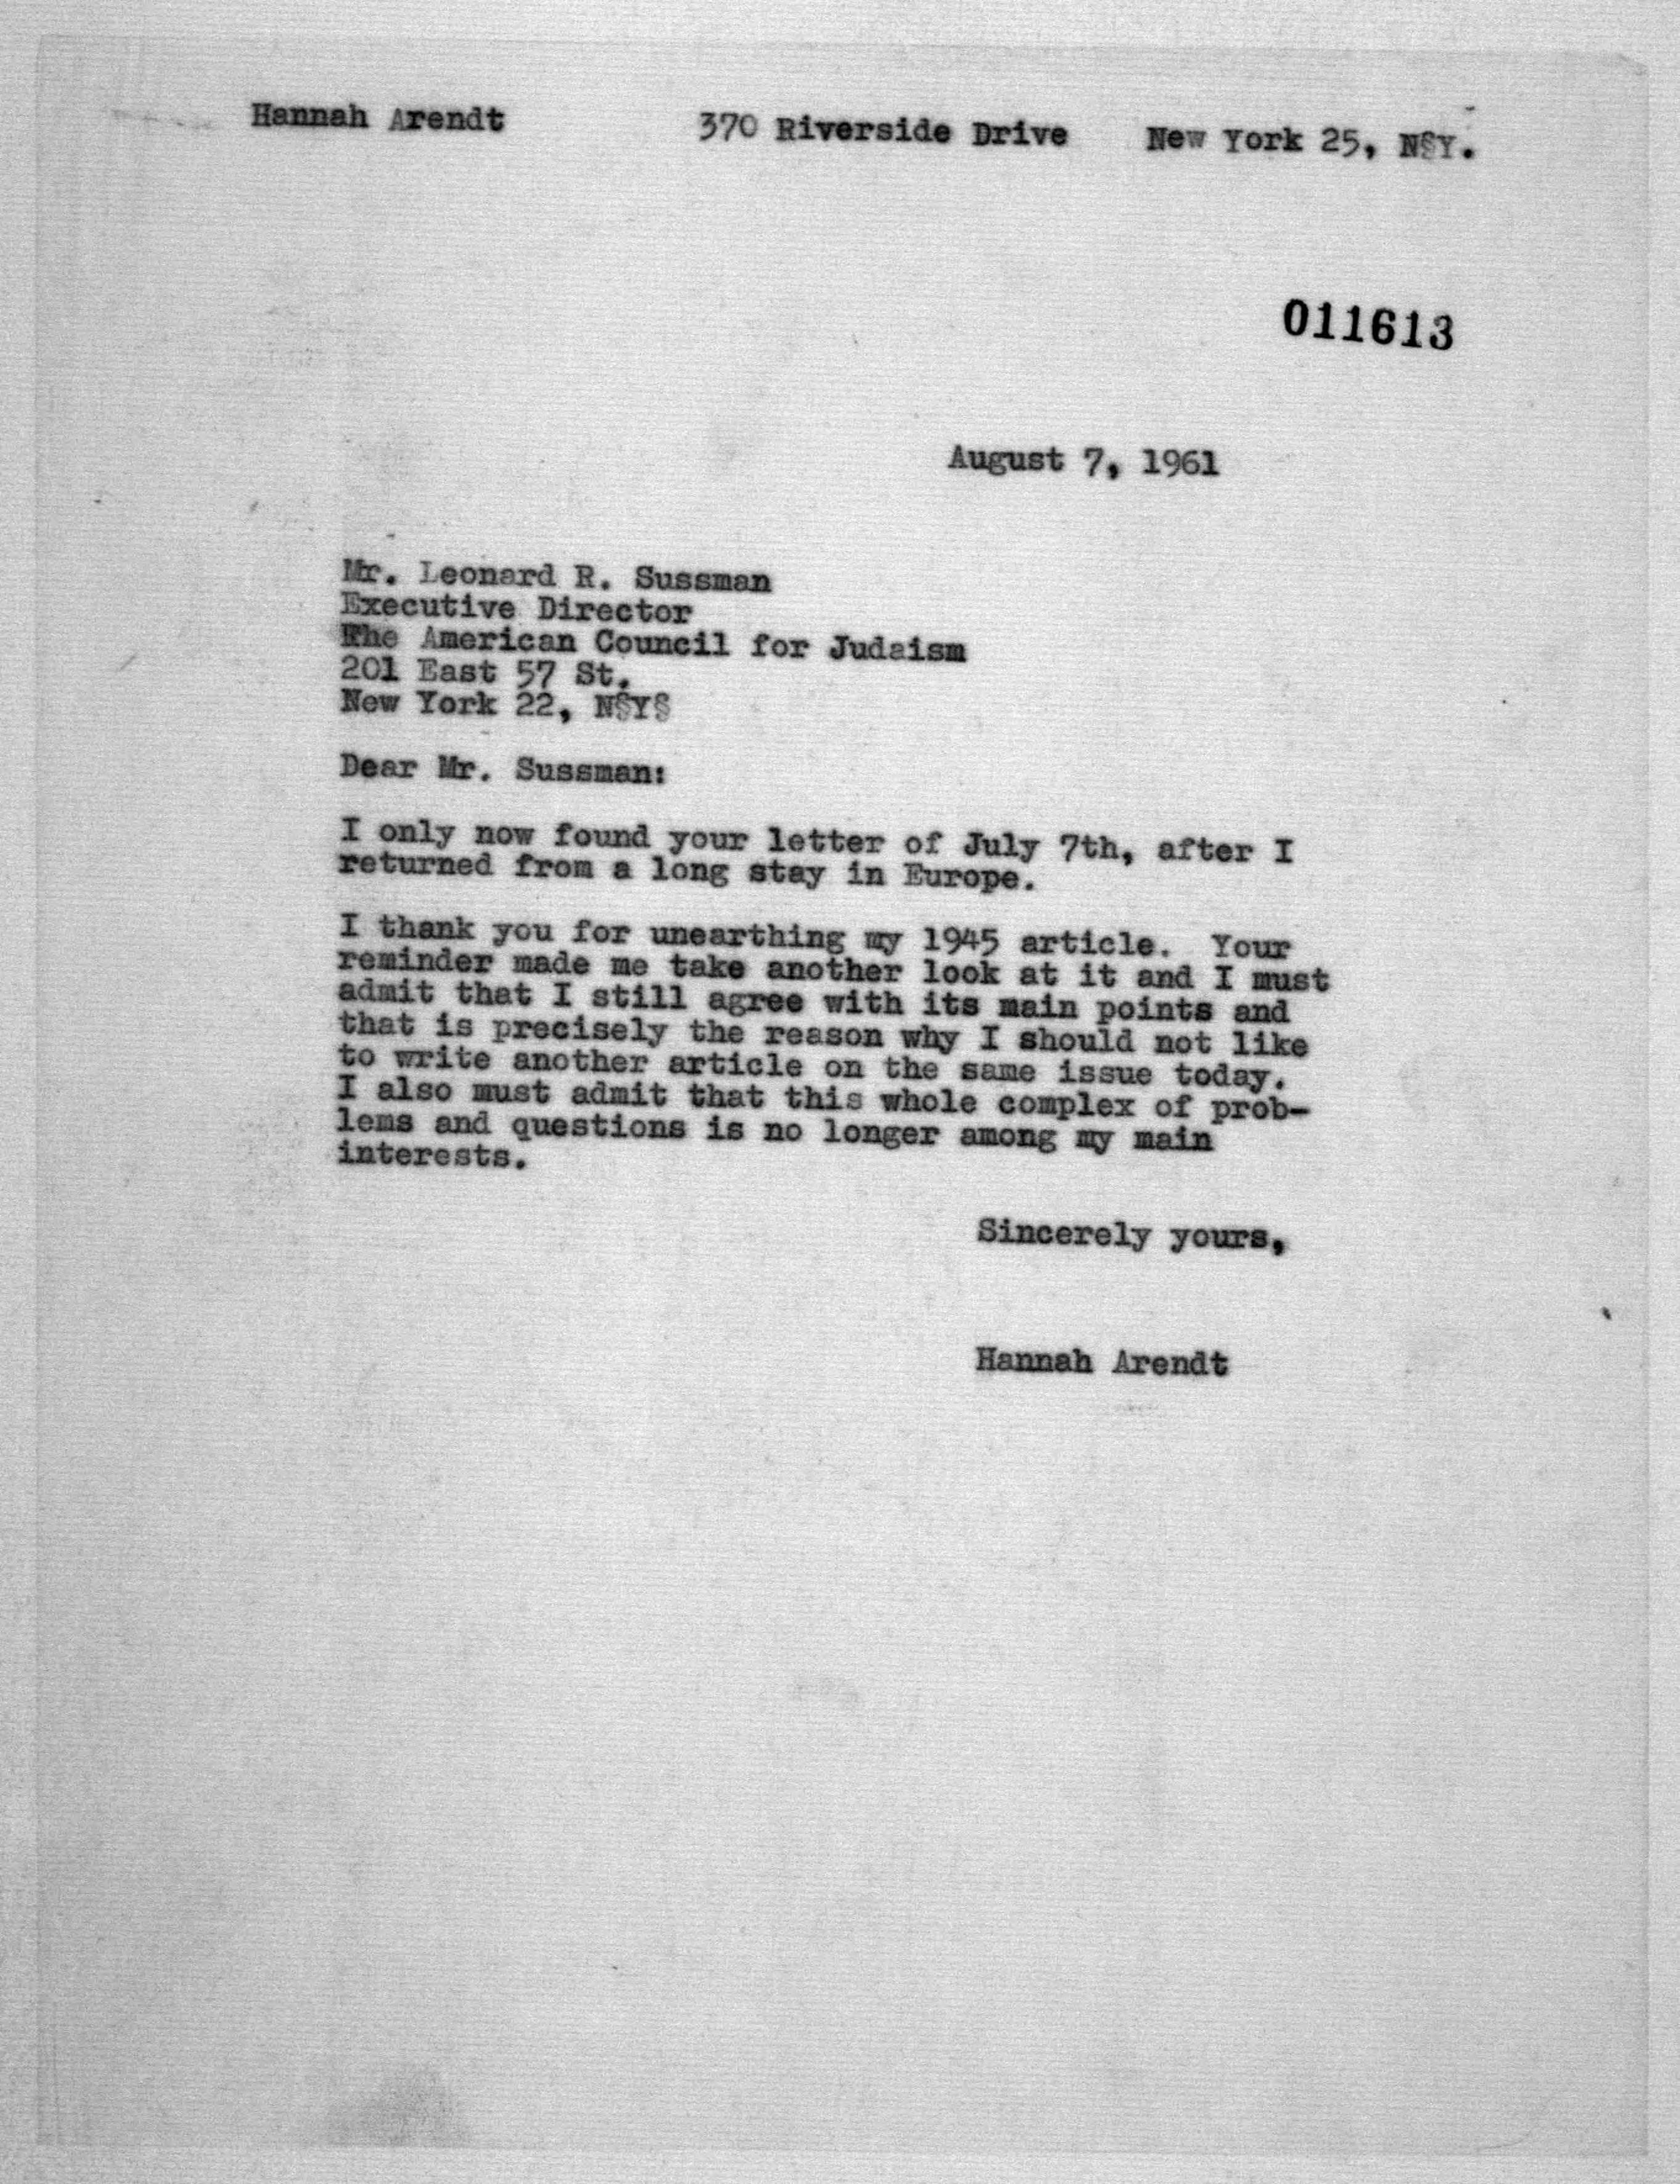 Hannah Arendt 370 Riverside Drive New York 25, N§Y.
011613
August 7, 1961
Mr. Leonard R. Sussman
Executive Director
The American Council for Judaism
201 East 57 St.
New York 22, N§Y§
Dear Mr. Sussman:
I only now found your letter of July 7th, after I
returned from a long stay in Europe.
I thank you for unearthing my 1945 article. Your
reminder made me take another look at it and I must
admit that I still agree with its main points and
that is precisely the reason why I should not like
to write another article on the same issue today.
I also must admit that this whole complex of prob-
lems and questions is no longer among my main
interests.
Sincerely yours,
Hannah Arendt